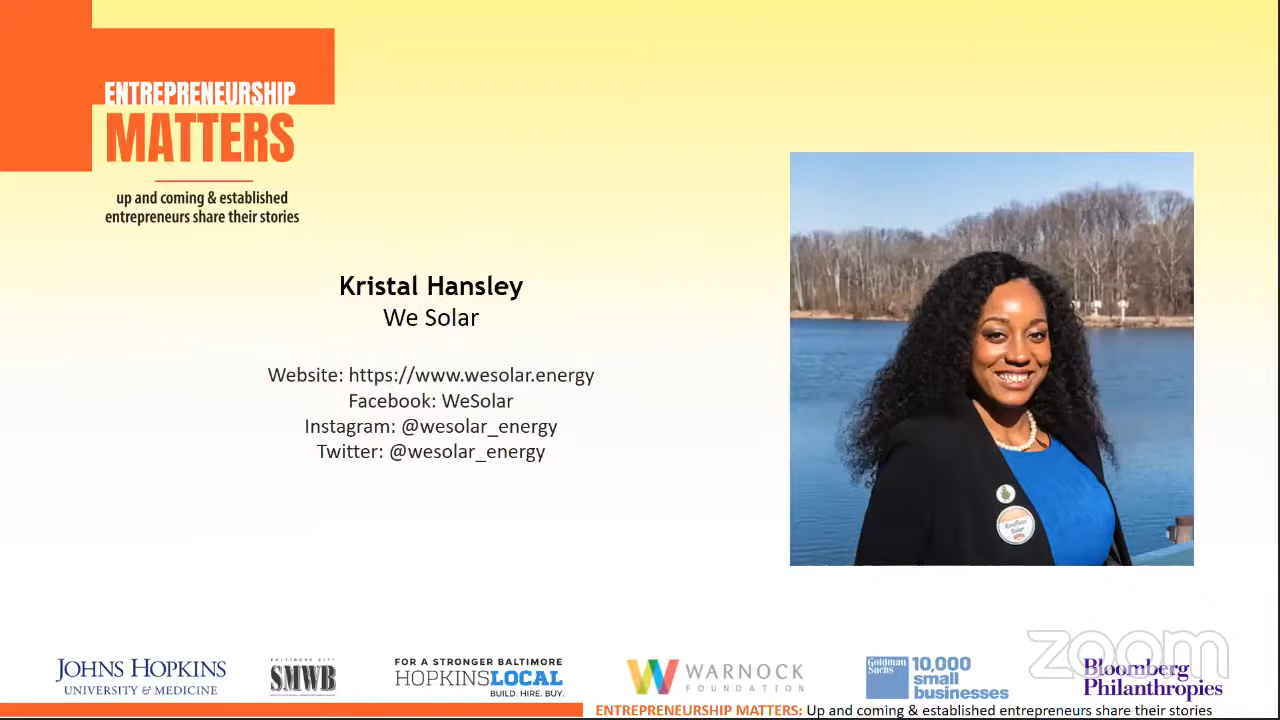 ENTREPRENEURSHIP
MATTERS
up and coming & established
entrepreneurs share their stories
Kristal Hansley
We Solar
Website: https://www.wesolar.energy
Facebook: WeSolar
Instagram: @wesolar_energy
Twitter: @wesolar_energy
JOHNS HOPKINS
UNIVERSITY & MEDICINE
BALTIMORE CITY
SMWB
FOR A STRONGER BALTIMORE
HOPKINSLOCAL
BUILD. HIRE. BUY.
WARNOCK
FOUNDATION
Goldman
Sachs
10,000
small
businesses
zoom
Bloomberg
Philanthropies
ENTREPRENEURSHIP MATTERS: Up and coming & established entrepreneurs share their stories